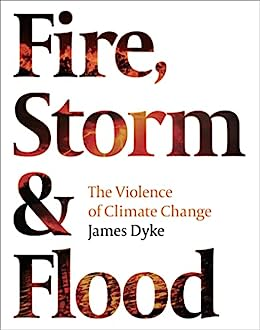 Fire,
Storm
&
The Violence
of Climate Change
James Dyke
Flood